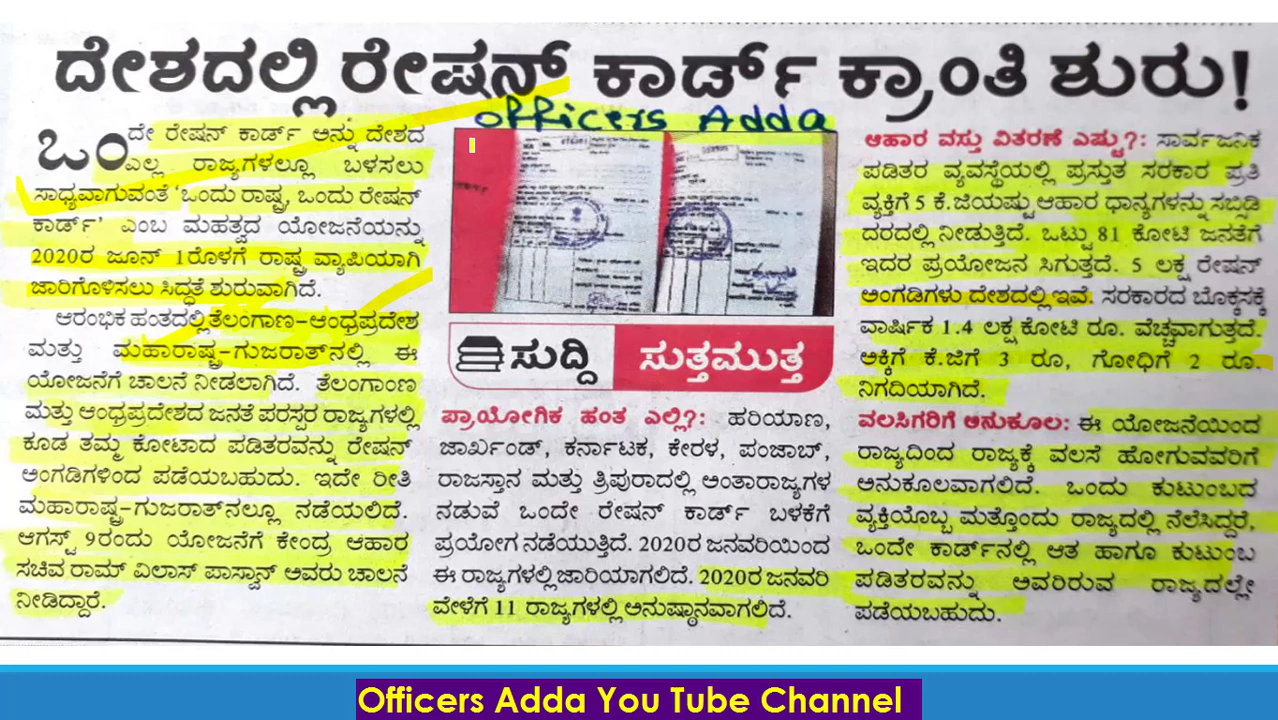 ದೇಶದಲ್ಲಿ ರೇಷನ್ ಕಾರ್ಡ್ ಕ್ರಾಂತಿ ಶುರು!
officers Adda
ಒಂದೇ ರೇಷನ್ ಕಾರ್ಡ್ ಅನ್ನು ದೇಶದ
ಎಲ್ಲ ರಾಜ್ಯಗಳಲ್ಲೂ ಬಳಸಲು
ಸಾಧ್ಯವಾಗುವಂತೆ ‘ಒಂದು ರಾಷ್ಟ್ರ, ಒಂದು ರೇಷನ್
ಕಾರ್ಡ್’ ಎಂಬ ಮಹತ್ವದ ಯೋಜನೆಯನ್ನು
2020ರ ಜೂನ್ 1ರೊಳಗೆ ರಾಷ್ಟ್ರವ್ಯಾಪಿಯಾಗಿ
ಜಾರಿಗೊಳಿಸಲು ಸಿದ್ಧತೆ ಶುರುವಾಗಿದೆ.
ಆರಂಭಿಕ ಹಂತದಲ್ಲಿ ತೆಲಂಗಾಣ-ಆಂಧ್ರಪ್ರದೇಶ
ಮತ್ತು ಮಹಾರಾಷ್ಟ್ರ-ಗುಜರಾತ್‌ನಲ್ಲಿ ಈ
ಯೋಜನೆಗೆ ಚಾಲನೆ ನೀಡಲಾಗಿದೆ. ತೆಲಂಗಾಣ
ಮತ್ತು ಆಂಧ್ರಪ್ರದೇಶದ ಜನತೆ ಪರಸ್ಪರ ರಾಜ್ಯಗಳಲ್ಲಿ
ಕೂಡ ತಮ್ಮ ಕೋಟಾದ ಪಡಿತರವನ್ನು ರೇಷನ್
ಅಂಗಡಿಗಳಿಂದ ಪಡೆಯಬಹುದು. ಇದೇ ರೀತಿ
ಮಹಾರಾಷ್ಟ್ರ-ಗುಜರಾತ್‌ನಲ್ಲೂ ನಡೆಯಲಿದೆ.
ಆಗಸ್ಟ್ 9ರಂದು ಯೋಜನೆಗೆ ಕೇಂದ್ರ ಆಹಾರ
ಸಚಿವ ರಾಮ್ ವಿಲಾಸ್ ಪಾಸ್ವಾನ್ ಅವರು ಚಾಲನೆ
ನೀಡಿದ್ದಾರೆ.
ಸುದ್ದಿ ಸುತ್ತಮುತ್ತ
ಪ್ರಾಯೋಗಿಕ ಹಂತ ಎಲ್ಲಿ?: ಹರಿಯಾಣ,
ಜಾರ್ಖಂಡ್, ಕರ್ನಾಟಕ, ಕೇರಳ, ಪಂಜಾಬ್,
ರಾಜಸ್ತಾನ ಮತ್ತು ತ್ರಿಪುರಾದಲ್ಲಿ ಅಂತಾರಾಜ್ಯಗಳ
ನಡುವೆ ಒಂದೇ ರೇಷನ್ ಕಾರ್ಡ್ ಬಳಕೆಗೆ
ಪ್ರಯೋಗ ನಡೆಯುತ್ತಿದೆ. 2020ರ ಜನವರಿಯಿಂದ
ಈ ರಾಜ್ಯಗಳಲ್ಲಿ ಜಾರಿಯಾಗಲಿದೆ. 2020ರ ಜನವರಿ
ವೇಳೆಗೆ 11 ರಾಜ್ಯಗಳಲ್ಲಿ ಅನುಷ್ಠಾನವಾಗಲಿದೆ.
ಆಹಾರ ವಸ್ತು ವಿತರಣೆ ಎಷ್ಟು?: ಸಾರ್ವಜನಿಕ
ಪಡಿತರ ವ್ಯವಸ್ಥೆಯಲ್ಲಿ ಪ್ರಸ್ತುತ ಸರಕಾರ ಪ್ರತಿ
ವ್ಯಕ್ತಿಗೆ 5 ಕೆ.ಜಿಯಷ್ಟು ಆಹಾರ ಧಾನ್ಯಗಳನ್ನು ಸಬ್ಸಿಡಿ
ದರದಲ್ಲಿ ನೀಡುತ್ತಿದೆ. ಒಟ್ಟು 81 ಕೋಟಿ ಜನತೆಗೆ
ಇದರ ಪ್ರಯೋಜನ ಸಿಗುತ್ತದೆ. 5 ಲಕ್ಷ ರೇಷನ್
ಅಂಗಡಿಗಳು ದೇಶದಲ್ಲಿ ಇವೆ. ಸರಕಾರದ ಬೊಕ್ಕಸಕ್ಕೆ
ವಾರ್ಷಿಕ 1.4 ಲಕ್ಷ ಕೋಟಿ ರೂ. ವೆಚ್ಚವಾಗುತ್ತದೆ.
ಅಕ್ಕಿಗೆ ಕೆ.ಜಿಗೆ 3 ರೂ, ಗೋಧಿಗೆ 2 ರೂ.
ನಿಗದಿಯಾಗಿದೆ.
ವಲಸಿಗರಿಗೆ ಅನುಕೂಲ: ಈ ಯೋಜನೆಯಿಂದ
ರಾಜ್ಯದಿಂದ ರಾಜ್ಯಕ್ಕೆ ವಲಸೆ ಹೋಗುವವರಿಗೆ
ಅನುಕೂಲವಾಗಲಿದೆ. ಒಂದು ಕುಟುಂಬದ
ವ್ಯಕ್ತಿಯೊಬ್ಬ ಮತ್ತೊಂದು ರಾಜ್ಯದಲ್ಲಿ ನೆಲೆಸಿದ್ದರೆ,
ಒಂದೇ ಕಾರ್ಡ್‌ನಲ್ಲಿ ಆತ ಹಾಗೂ ಕುಟುಂಬ
ಪಡಿತರವನ್ನು ಅವರಿರುವ ರಾಜ್ಯದಲ್ಲೇ
ಪಡೆಯಬಹುದು.
Officers Adda You Tube Channel